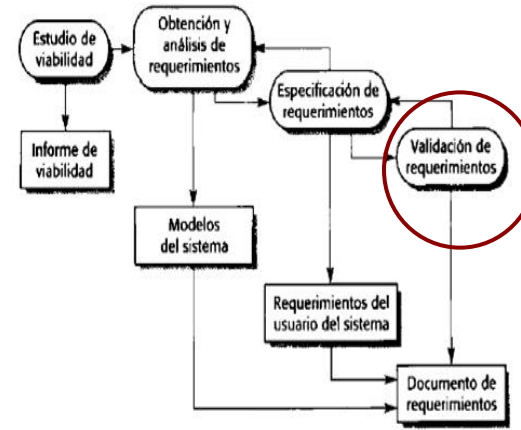 Estudio de
viabilidad
Obtención y
análisis de
requerimientos
Especificación de
requerimientos
Validación de
requerimientos
Informe de
viabilidad
Modelos
del sistema
Requerimientos del
usuario del sistema
Documento de
requerimientos